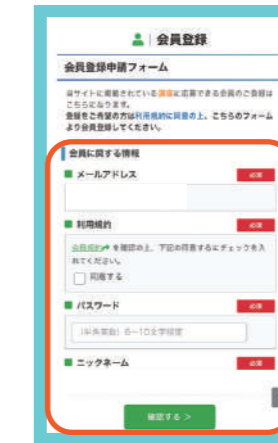 会員登録
会員登録申請フォーム
当サイトに掲載されている講座に応募できる会員のご登録は
こちらになります。
登録をご希望の方は利用規約に同意の上、こちらのフォーム
より会員登録してください。
会員に関する情報
メールアドレス 必須
利用規約 必須
会員規約 を確認の上、下記の同意するにチェックを入
れてください。
同意する
パスワード 必須
(半角英数) 6~10文字程度
ニックネーム 必須
確認する >